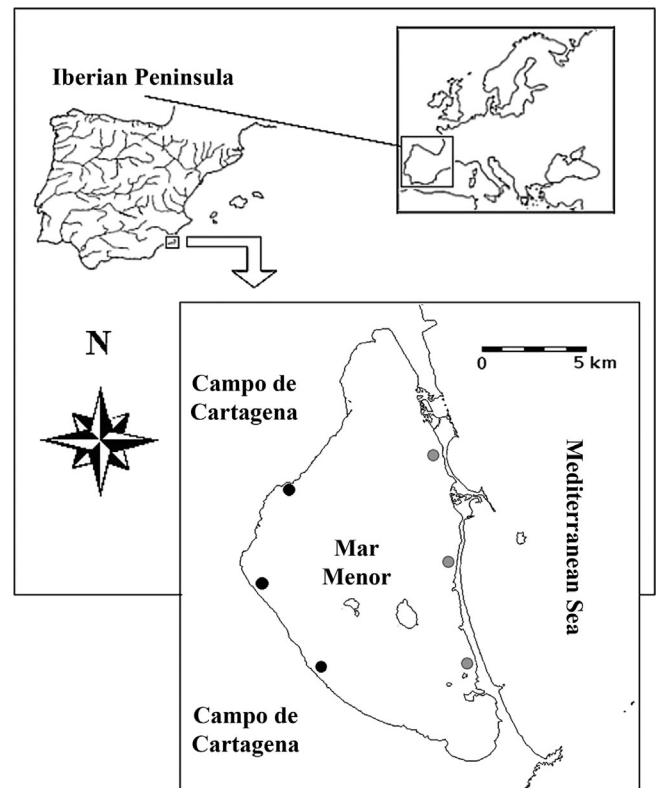 Iberian Peninsula
N
0 5 km
Campo de
Cartagena
Mar
Menor
Mediterranean Sea
Campo de
Cartagena